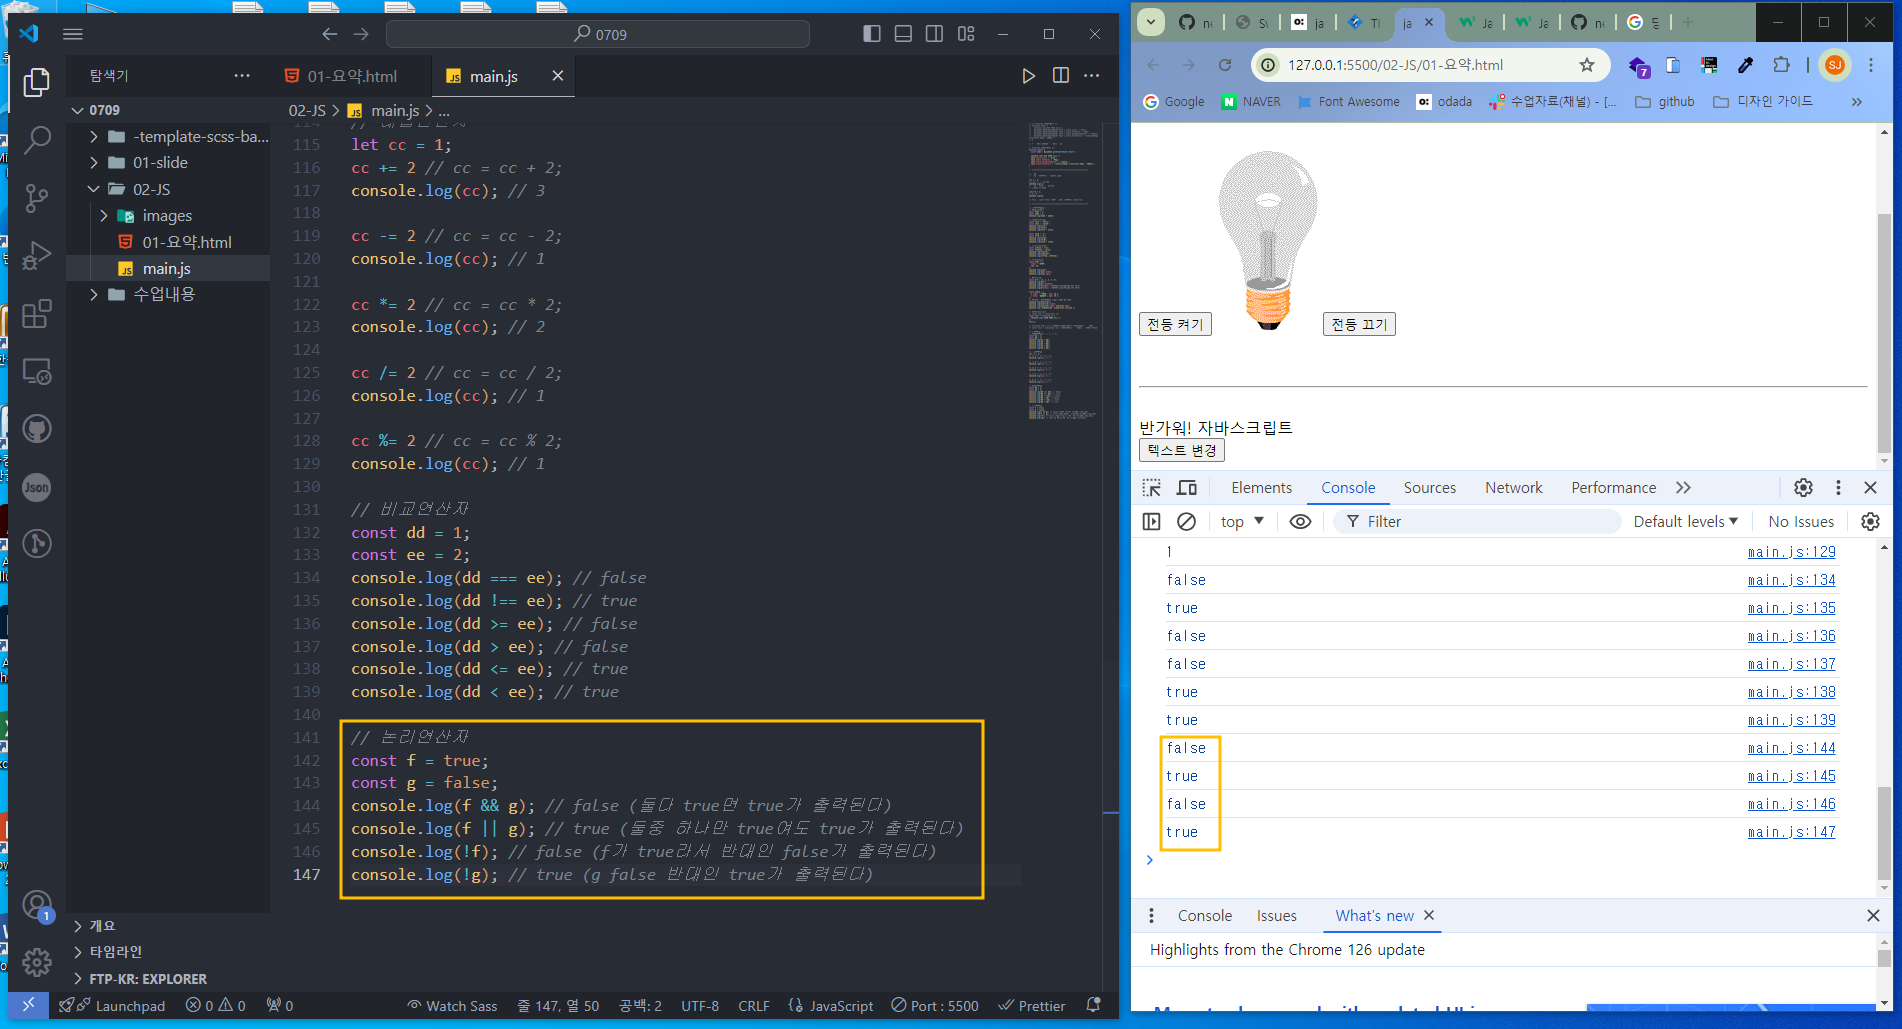 0709
탐색기
01-요약.html
main.js
0709
-template-scss-ba...
01-slide
02-JS
images
01-요약.html
main.js
수업내용
02-JS > main.js > ...
114 // 대입연산자
115 let cc = 1;
116 cc += 2 // cc = cc + 2;
117 console.log(cc); // 3
118
119 cc -= 2 // cc = cc - 2;
120 console.log(cc); // 1
121
122 cc *= 2 // cc = cc * 2;
123 console.log(cc); // 2
124
125 cc /= 2 // cc = cc / 2;
126 console.log(cc); // 1
127
128 cc %= 2 // cc = cc % 2;
129 console.log(cc); // 1
130
131 // 비교연산자
132 const dd = 1;
133 const ee = 2;
134 console.log(dd === ee); // false
135 console.log(dd !== ee); // true
136 console.log(dd >= ee); // false
137 console.log(dd > ee); // false
138 console.log(dd <= ee); // true
139 console.log(dd < ee); // true
140
141 // 논리연산자
142 const f = true;
143 const g = false;
144 console.log(f && g); // false (둘다 true면 true가 출력된다)
145 console.log(f || g); // true (둘중 하나만 true여도 true가 출력된다)
146 console.log(!f); // false (f가 true라서 반대인 false가 출력된다)
147 console.log(!g); // true (g false 반대인 true가 출력된다)
Json
1
개요
타임라인
FTP-KR: EXPLORER
Launchpad 0 0 0 Watch Sass 줄 147, 열 50 공백: 2 UTF-8 CRLF JavaScript Port : 5500 Prettier
ja
127.0.0.1:5500/02-JS/01-요약.html
7
SJ
Google NAVER Font Awesome odada 수업자료(채널) - [... github 디자인 가이드
전등 켜기 전등 끄기
반가워! 자바스크립트
텍스트 변경
Elements Console Sources Network Performance
top Filter Default levels No Issues
1 main.js:129
false main.js:134
true main.js:135
false main.js:136
false main.js:137
true main.js:138
true main.js:139
false main.js:144
true main.js:145
false main.js:146
true main.js:147
Console Issues What's new
Highlights from the Chrome 126 update